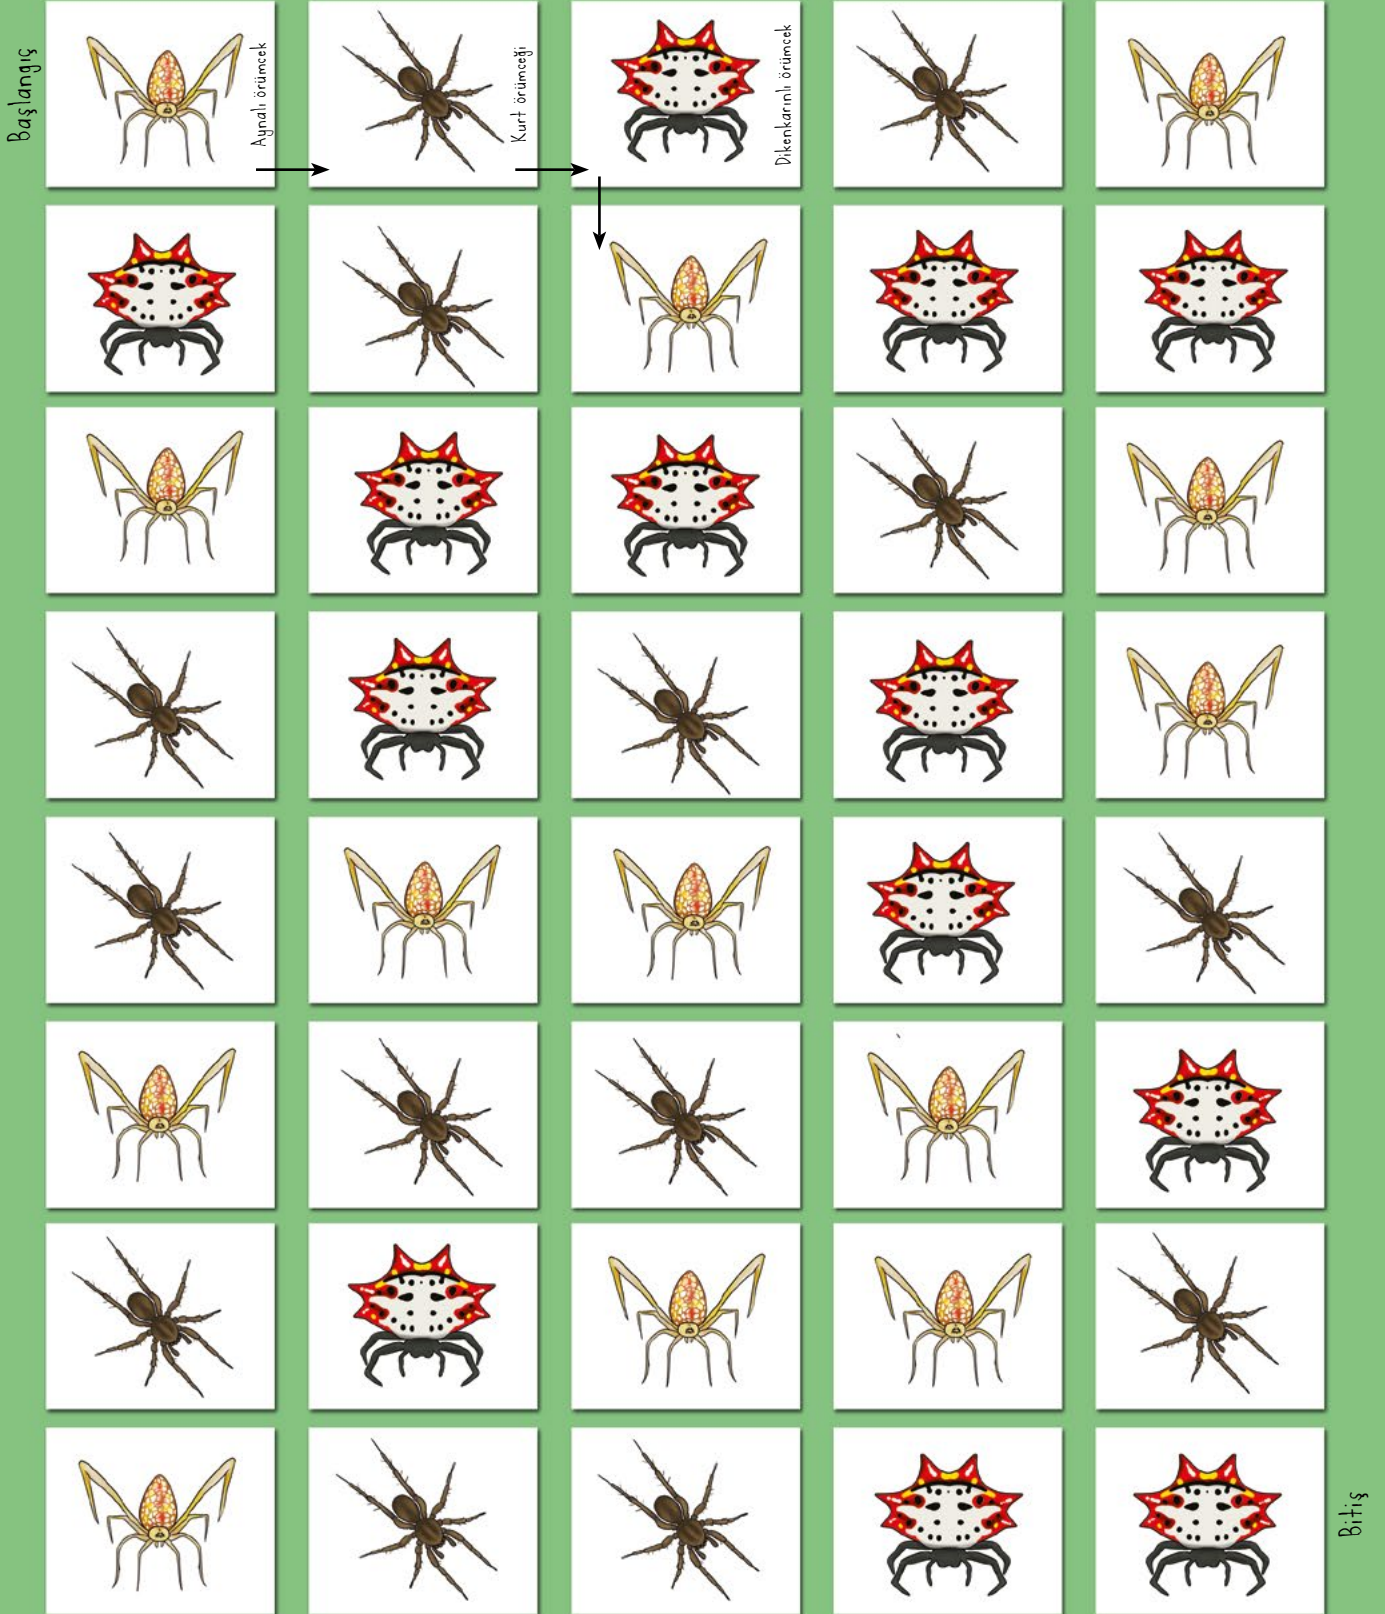 Başlangıç
Aynalı örümcek
Kurt örümceği
Dikenkarınlı örümcek
Bitiş